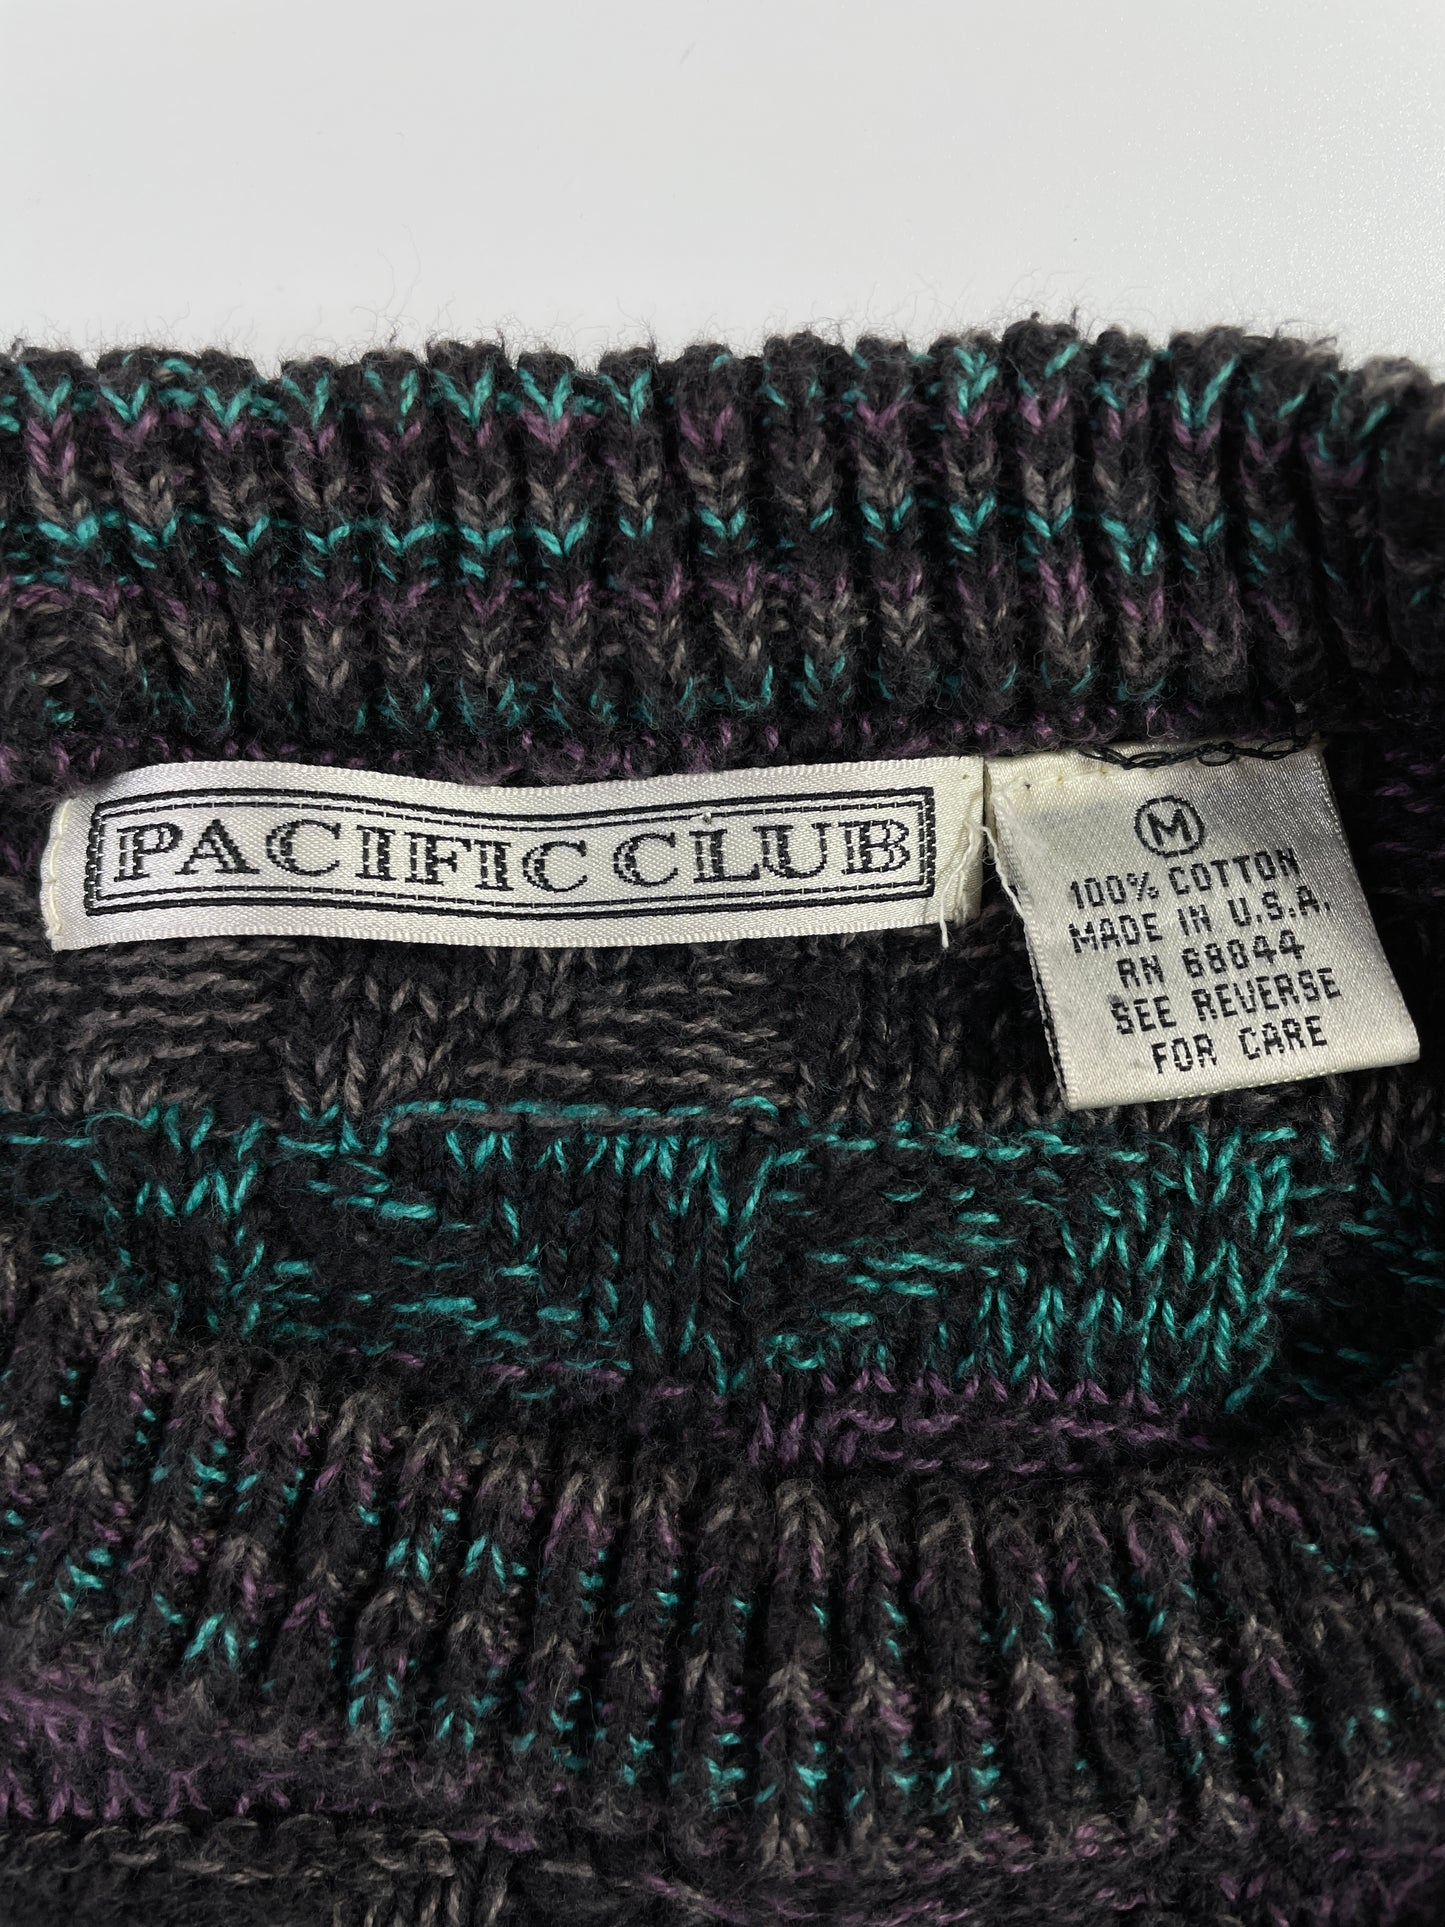 PACIFIC CLUB
M
100% COTTON
MADE IN U.S.A.
RN 68844
SEE REVERSE
FOR CARE